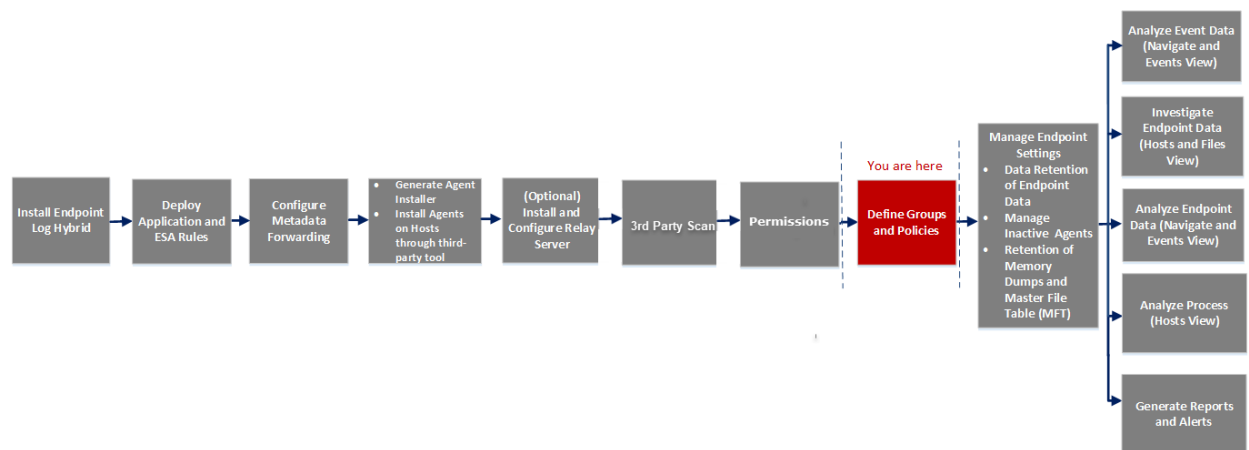 Install Endpoint
Log Hybrid
Deploy
Application and
ESA Rules
Configure
Metadata
Forwarding
• Generate Agent
Installer
• Install Agents
on Hosts
through third-
party tool
(Optional)
Install and
Configure Relay
Server
3rd Party Scan
Permissions
You are here
Define Groups
and Policies
Manage Endpoint
Settings
• Data Retention
of Endpoint
Data
• Manage
Inactive Agents
• Retention of
Memory
Dumps and
Master File
Table (MFT)
Analyze Event Data
(Navigate and
Events View)
Investigate
Endpoint Data
(Hosts and Files
View)
Analyze Endpoint
Data (Navigate and
Events View)
Analyze Process
(Hosts View)
Generate Reports
and Alerts